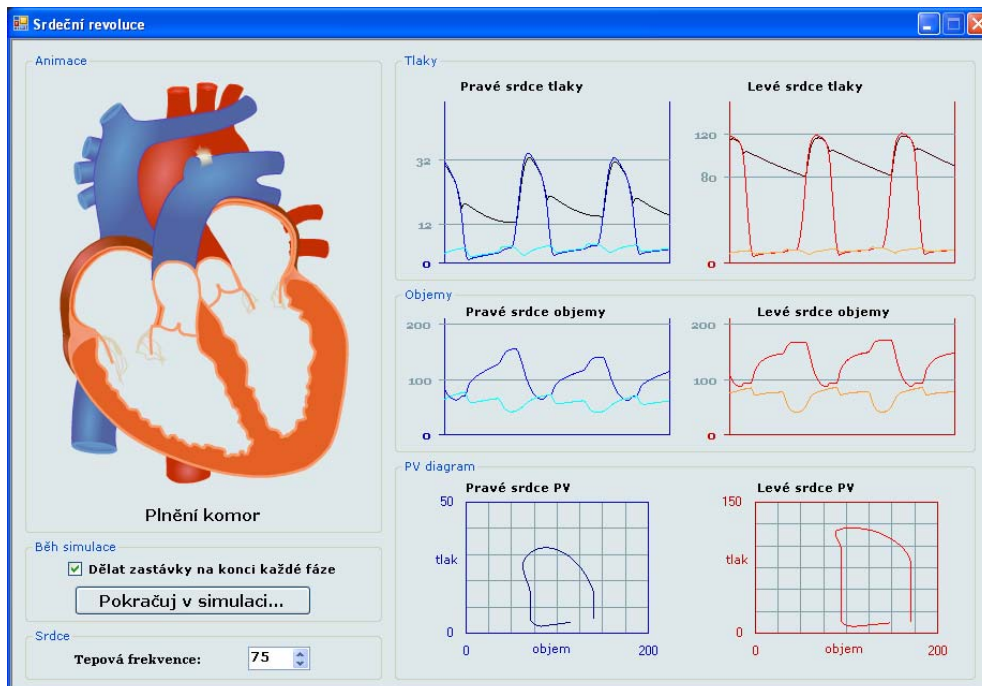 Srdeční revoluce
Animace
Plnění komor
Běh simulace
Dělat zastávky na konci každé fáze
Pokračuj v simulaci...
Srdce
Tepová frekvence: 75
Tlaky
Pravé srdce tlaky
32
12
0
Levé srdce tlaky
120
80
0
Objemy
Pravé srdce objemy
200
100
0
Levé srdce objemy
200
100
0
PV diagram
Pravé srdce PV
50
tlak
0
0 objem 200
Levé srdce PV
150
tlak
0
0 objem 200